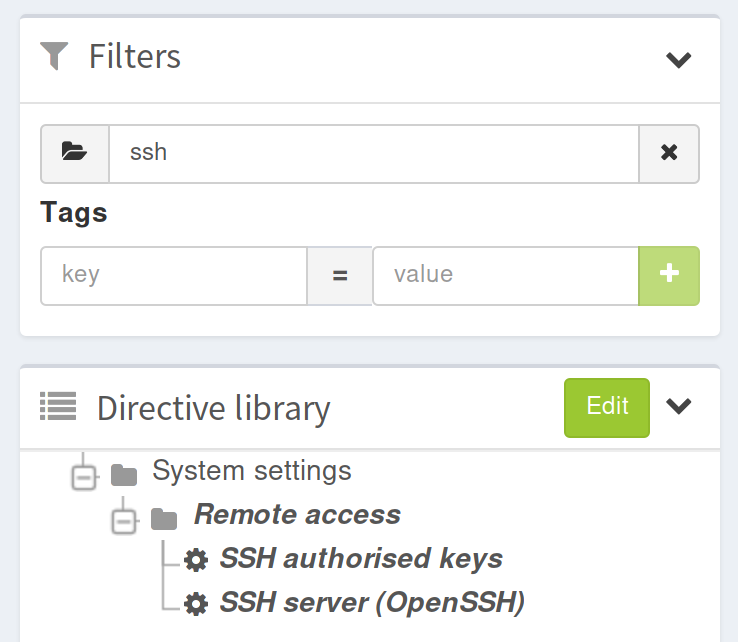 Filters
ssh
Tags
key = value +
Directive library Edit
System settings
Remote access
SSH authorised keys
SSH server (OpenSSH)